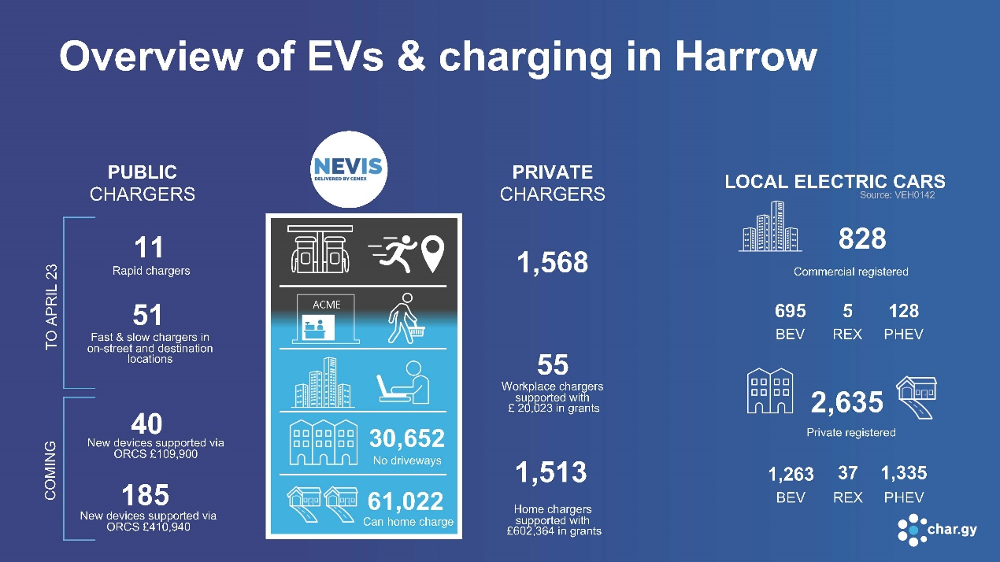 Overview of EVs & charging in Harrow
PUBLIC
CHARGERS
TO APRIL 23
11
Rapid chargers
51
Fast & slow chargers in
on-street and destination
locations
COMING
40
New devices supported via
ORCS £109,900
185
New devices supported via
ORCS £410,940
NEVIS
DELIVERED BY CENEX
ACME
30,652
No driveways
61,022
Can home charge
PRIVATE
CHARGERS
1,568
55
Workplace chargers
supported with
£ 20,023 in grants
1,513
Home chargers
supported with
£602,364 in grants
LOCAL ELECTRIC CARS
Source: VEH0142
828
Commercial registered
695 5 128
BEV REX PHEV
2,635
Private registered
1,263 37 1,335
BEV REX PHEV
char.gy